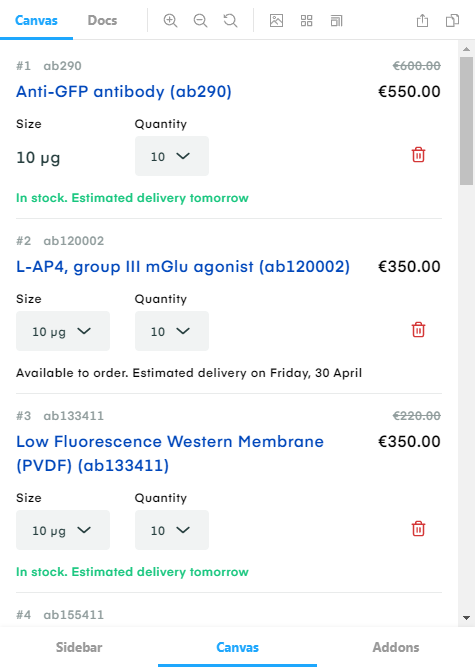 Canvas Docs
#1 ab290 €600.00
Anti-GFP antibody (ab290) €550.00
Size Quantity
10 µg 10
In stock. Estimated delivery tomorrow
#2 ab120002
L-AP4, group III mGlu agonist (ab120002) €350.00
Size Quantity
10 µg 10
Available to order. Estimated delivery on Friday, 30 April
#3 ab133411 €220.00
Low Fluorescence Western Membrane €350.00
(PVDF) (ab133411)
Size Quantity
10 µg 10
In stock. Estimated delivery tomorrow
#4 ab155411
Sidebar Canvas Addons